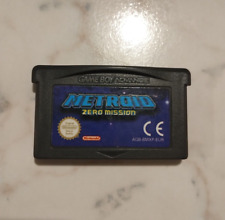 GAME BOY ADVANCE
METROID
ZERO MISSION
Nintendo
CE